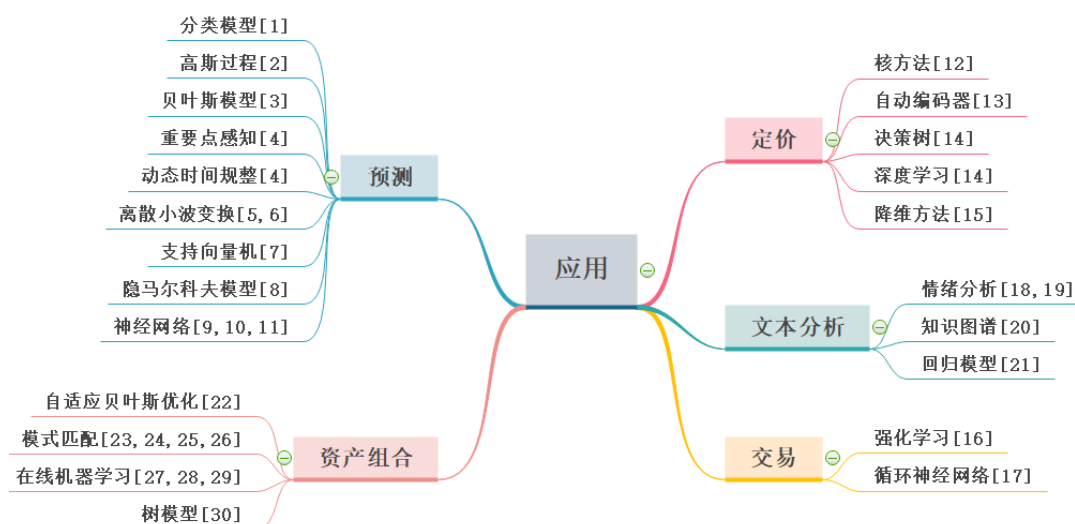 应用
预测
分类模型[1]
高斯过程[2]
贝叶斯模型[3]
重要点感知[4]
动态时间规整[4]
离散小波变换[5,6]
支持向量机[7]
隐马尔科夫模型[8]
神经网络[9,10,11]
资产组合
自适应贝叶斯优化[22]
模式匹配[23,24,25,26]
在线机器学习[27,28,29]
树模型[30]
定价
核方法[12]
自动编码器[13]
决策树[14]
深度学习[14]
降维方法[15]
文本分析
情绪分析[18,19]
知识图谱[20]
回归模型[21]
交易
强化学习[16]
循环神经网络[17]